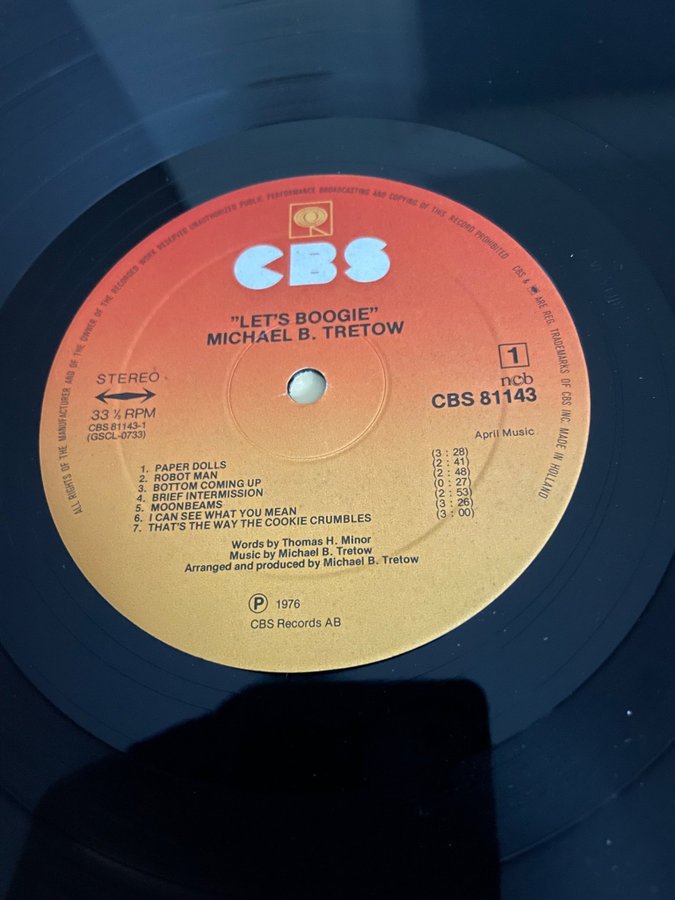 ALL RIGHTS OF THE MANUFACTURER AND OF THE OWNER OF THE RECORDED WORK RESERVED UNAUTHORIZED PUBLIC PERFORMANCE BROADCASTING AND COPYING OF THIS RECORD PROHIBITED
CBS & ARE REG. TRADEMARKS OF CBS INC. MADE IN HOLLAND
CBS
"LET'S BOOGIE"
MICHAEL B. TRETOW
STEREO
33 ⅓ RPM
CBS 81143-1
(GSCL-0733)
1
ncb
CBS 81143
April Music
1. PAPER DOLLS (3 : 28)
2. ROBOT MAN (2 : 41)
3. BOTTOM COMING UP (2 : 48)
4. BRIEF INTERMISSION (0 : 27)
5. MOONBEAMS (2 : 53)
6. I CAN SEE WHAT YOU MEAN (3 : 26)
7. THAT'S THE WAY THE COOKIE CRUMBLES (3 : 00)
Words by Thomas H. Minor
Music by Michael B. Tretow
Arranged and produced by Michael B. Tretow
Ⓟ 1976
CBS Records AB